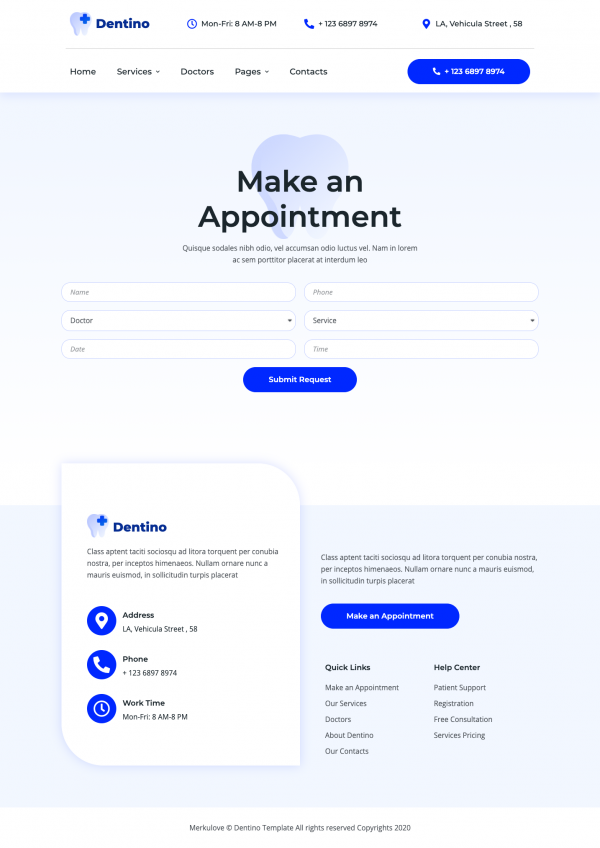 Dentino
Mon-Fri: 8 AM-8 PM
+ 123 6897 8974
LA, Vehicula Street , 58
Home
Services
Doctors
Pages
Contacts
+ 123 6897 8974
Make an
Appointment
Quisque sodales nibh odio, vel accumsan odio luctus vel. Nam in lorem
ac sem porttitor placerat at interdum leo
Name
Phone
Doctor
Service
Date
Time
Submit Request
Dentino
Class aptent taciti sociosqu ad litora torquent per conubia
nostra, per inceptos himenaeos. Nullam ornare nunc a
mauris euismod, in sollicitudin turpis placerat
Address
LA, Vehicula Street , 58
Phone
+ 123 6897 8974
Work Time
Mon-Fri: 8 AM-8 PM
Class aptent taciti sociosqu ad litora torquent per conubia nostra,
per inceptos himenaeos. Nullam ornare nunc a mauris euismod,
in sollicitudin turpis placerat
Make an Appointment
Quick Links
Make an Appointment
Our Services
Doctors
About Dentino
Our Contacts
Help Center
Patient Support
Registration
Free Consultation
Services Pricing
Merkulove © Dentino Template All rights reserved Copyrights 2020